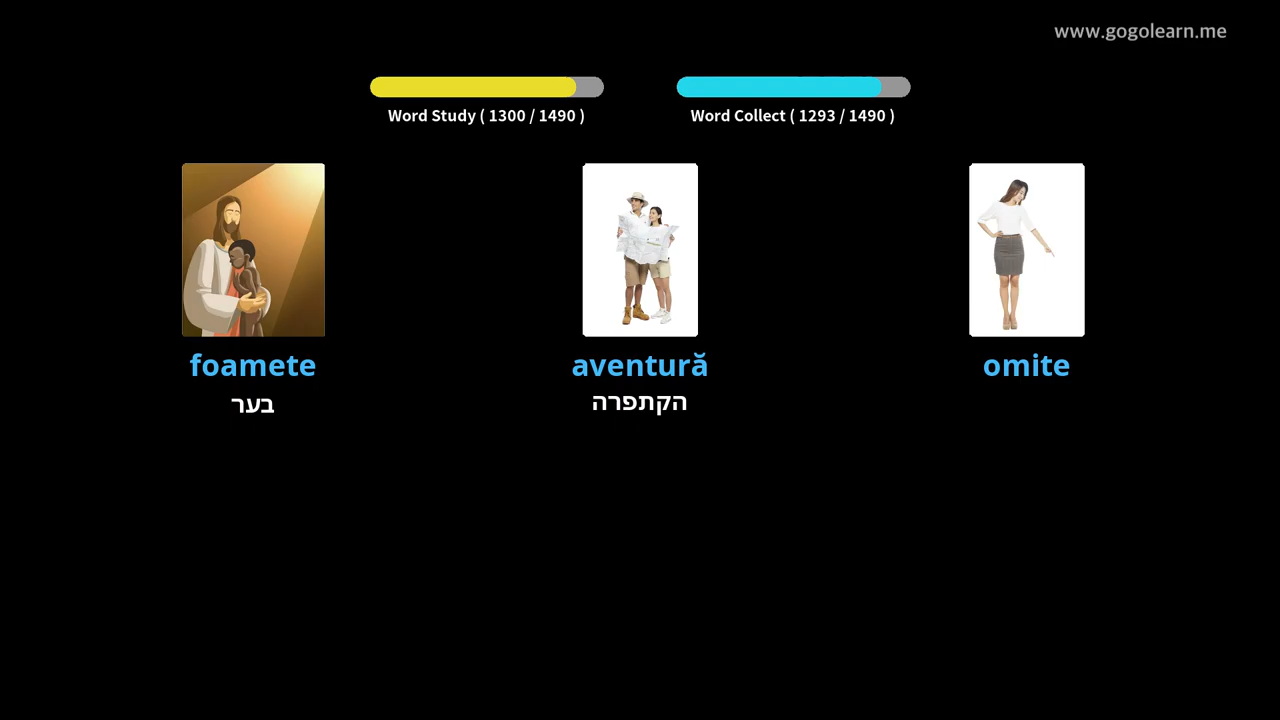 www.gogolearn.me
Word Study ( 1300 / 1490 )
Word Collect ( 1293 / 1490 )
foamete
בער
aventură
הקתפרה
omite